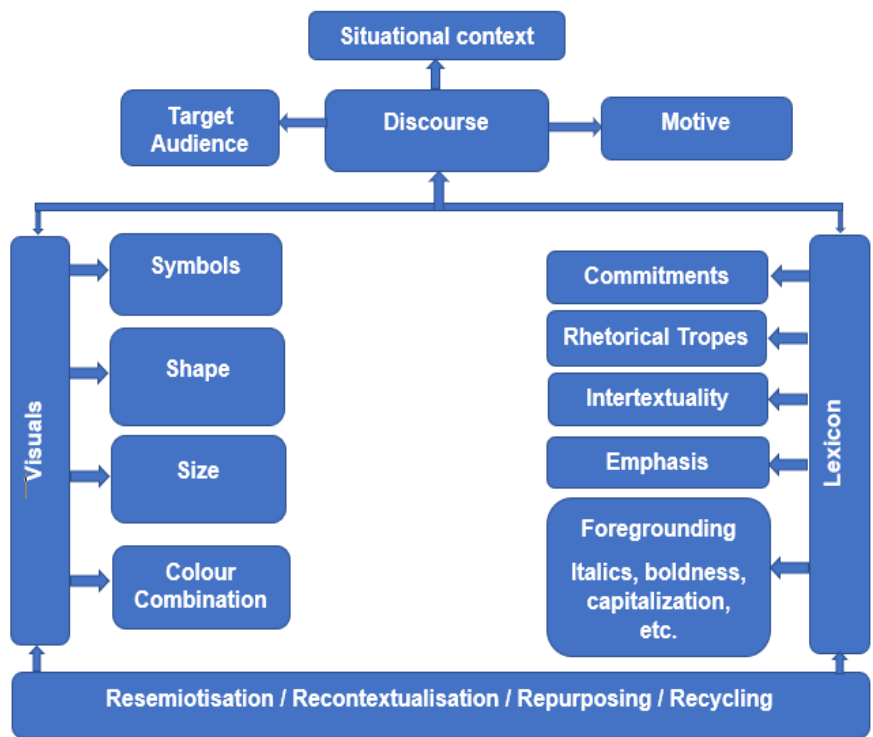 Situational context
Target
Audience
Discourse
Motive
Visuals
Symbols
Shape
Size
Colour
Combination
Lexicon
Commitments
Rhetorical Tropes
Intertextuality
Emphasis
Foregrounding
Italics, boldness,
capitalization,
etc.
Resemiotisation / Recontextualisation / Repurposing / Recycling